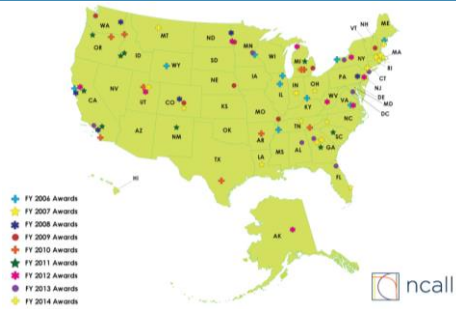 WA
MT
ND
MN
VT
NH
ME
OR
ID
WY
SD
WI
MI
NY
MA
RI
CT
NJ
DE
MD
DC
NV
UT
CO
NE
IA
IL
IN
OH
PA
WV
VA
KY
CA
KS
MO
NC
TN
SC
AZ
NM
OK
AR
MS
AL
GA
TX
LA
FL
HI
AK
FY 2006 Awards
FY 2007 Awards
FY 2008 Awards
FY 2009 Awards
FY 2010 Awards
FY 2011 Awards
FY 2012 Awards
FY 2013 Awards
FY 2014 Awards
ncall